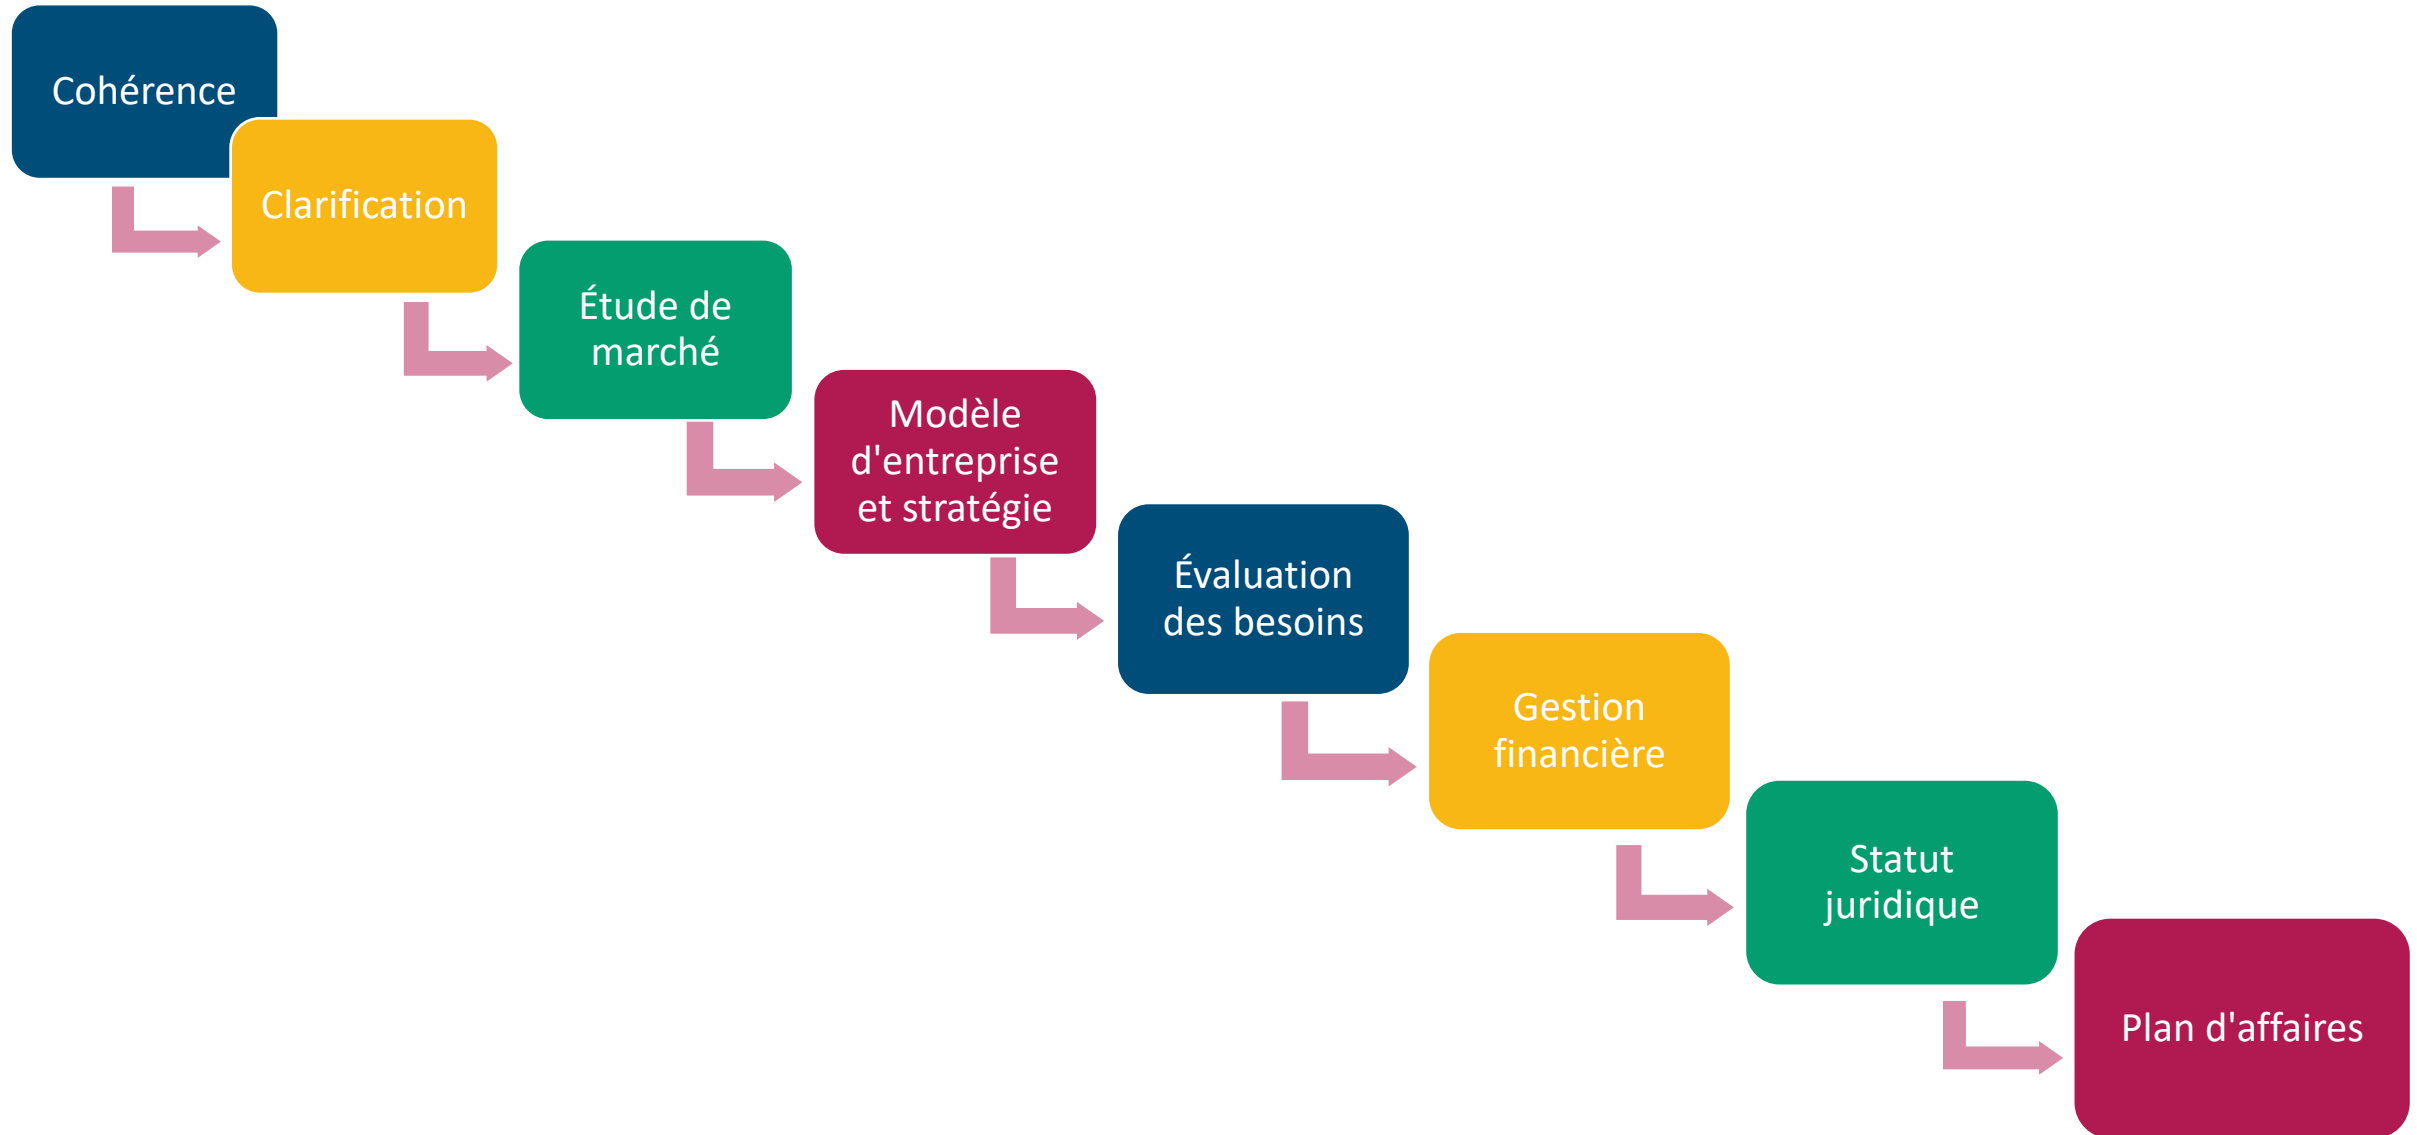 Cohérence
Clarification
Étude de
marché
Modèle
d'entreprise
et stratégie
Évaluation
des besoins
Gestion
financière
Statut
juridique
Plan d'affaires